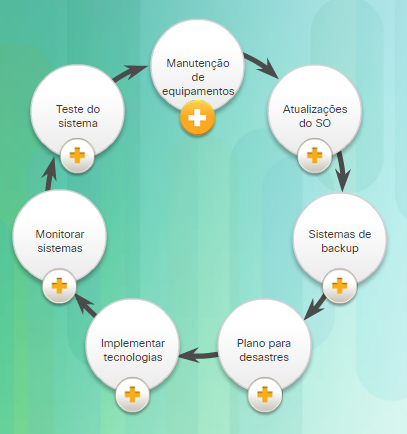 Manutenção
de
equipamentos
Atualizações
do SO
Sistemas de
backup
Plano para
desastres
Implementar
tecnologias
Monitorar
sistemas
Teste do
sistema